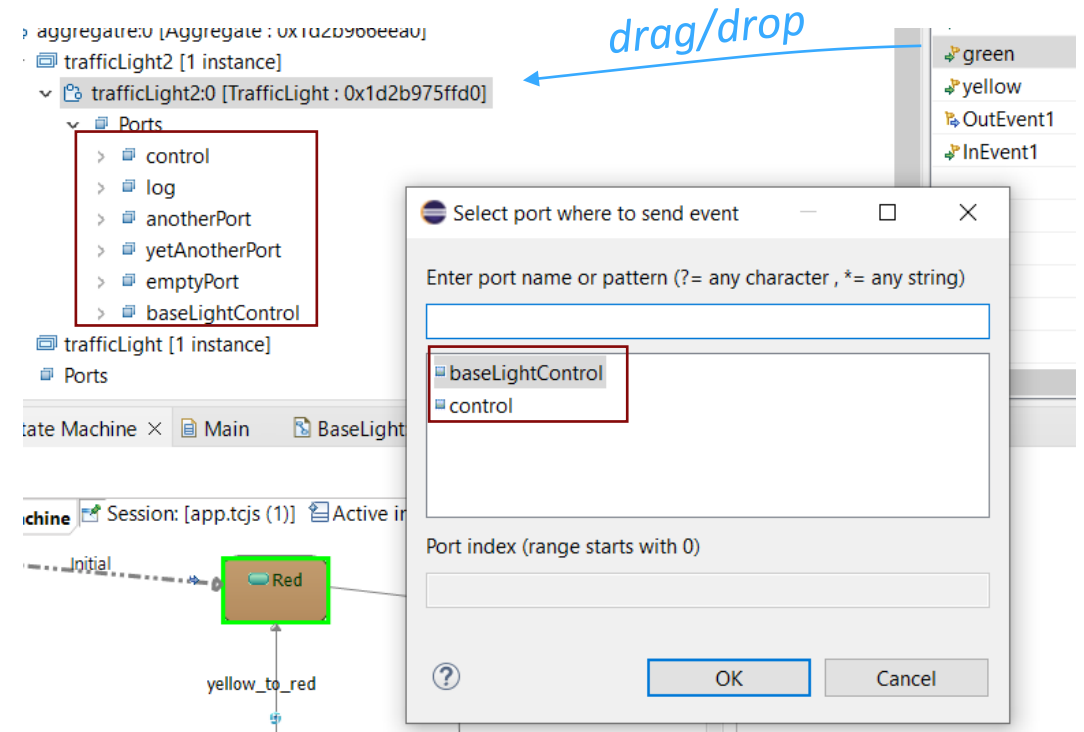 aggregatre:0 [Aggregate : 0x1d2b966eea0]
trafficLight2 [1 instance]
trafficLight2:0 [TrafficLight : 0x1d2b975ffd0]
Ports
control
log
anotherPort
yetAnotherPort
emptyPort
baseLightControl
trafficLight [1 instance]
Ports
drag/drop
green
yellow
OutEvent1
InEvent1
Select port where to send event
Enter port name or pattern (?= any character , *= any string)
baseLightControl
control
Port index (range starts with 0)
OK
Cancel
tate Machine
Main
BaseLight
chine
Session: [app.tcjs (1)]
Active in
Initial
Red
yellow_to_red